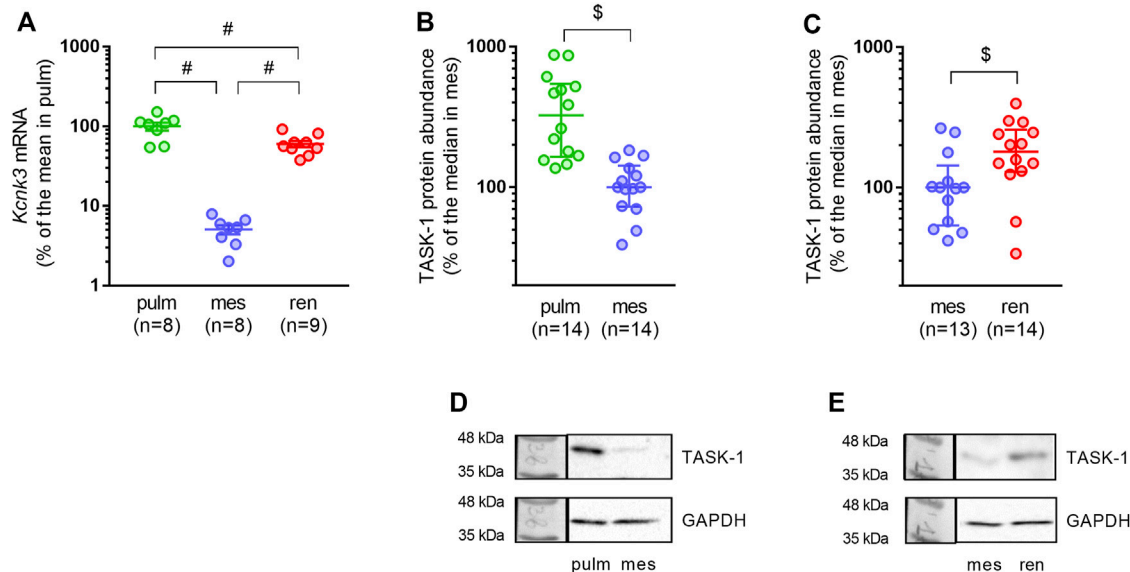 A
Kcnk3 mRNA
(% of the mean in pulm)
1000
100
10
1
#
#
#
pulm
(n=8)
mes
(n=8)
ren
(n=9)
B
TASK-1 protein abundance
(% of the median in mes)
1000
100
$
pulm
(n=14)
mes
(n=14)
C
TASK-1 protein abundance
(% of the median in mes)
1000
100
$
mes
(n=13)
ren
(n=14)
D
48 kDa
35 kDa
TASK-1
48 kDa
35 kDa
GAPDH
pulm mes
E
48 kDa
35 kDa
TASK-1
48 kDa
35 kDa
GAPDH
mes ren